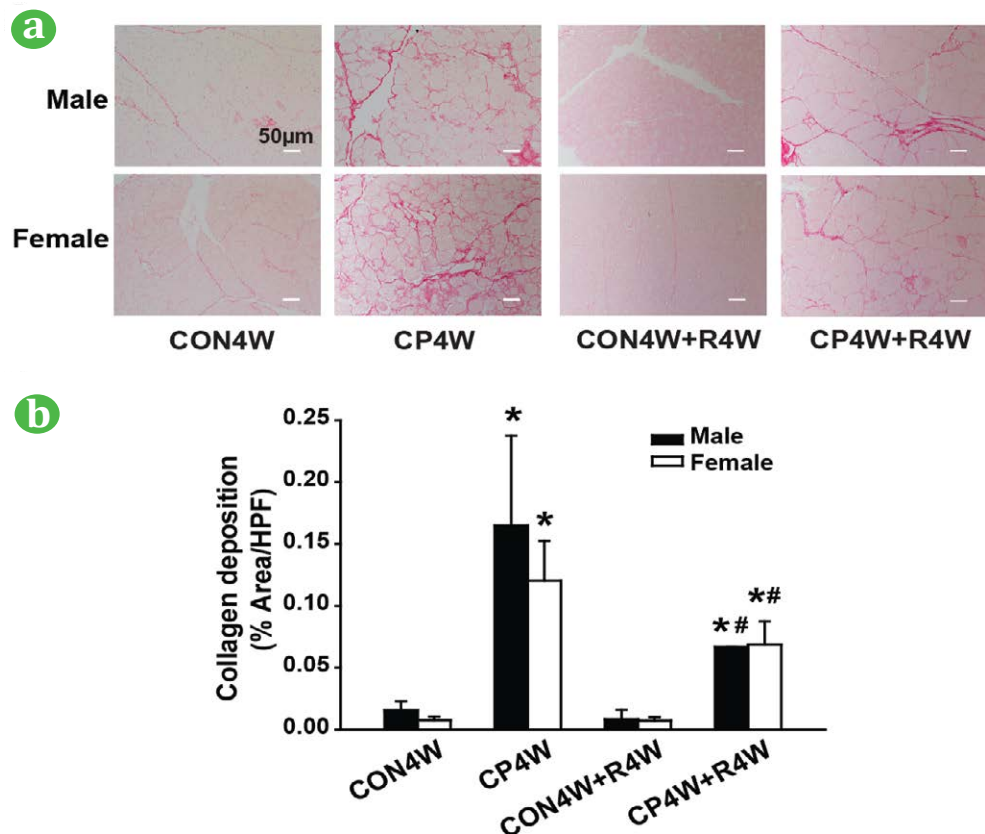 a
Male
50µm
Female
CON4W CP4W CON4W+R4W CP4W+R4W
b
Collagen deposition
(% Area/HPF)
0.25
0.20
0.15
0.10
0.05
0.00
* * *# *#
Male
Female
CON4W
CP4W
CON4W+R4W
CP4W+R4W